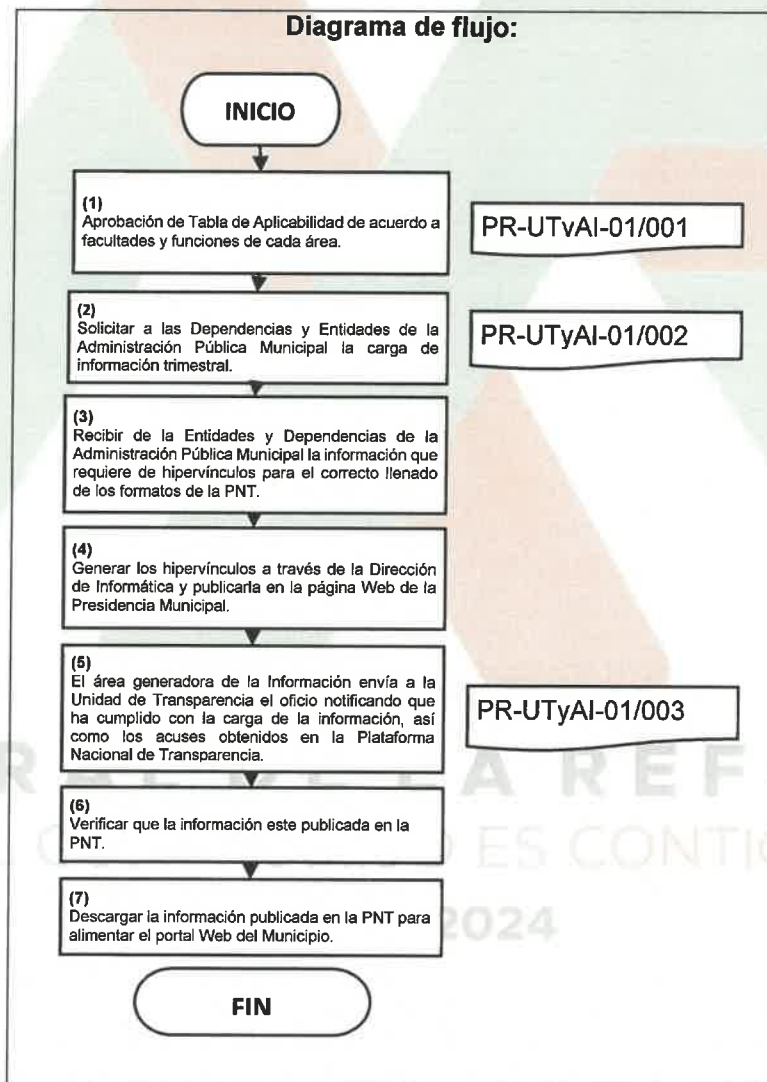 Diagrama de flujo:
INICIO
(1)
Aprobación de Tabla de Aplicabilidad de acuerdo a
facultades y funciones de cada área.
PR-UTvAI-01/001
(2)
Solicitar a las Dependencias y Entidades de la
Administración Pública Municipal la carga de
información trimestral.
PR-UTyAI-01/002
(3)
Recibir de la Entidades y Dependencias de la
Administración Pública Municipal la información que
requiere de hipervínculos para el correcto llenado
de los formatos de la PNT.
(4)
Generar los hipervínculos a través de la Dirección
de Informática y publicarla en la página Web de la
Presidencia Municipal.
(5)
El área generadora de la Información envía a la
Unidad de Transparencia el oficio notificando que
ha cumplido con la carga de la información, así
como los acuses obtenidos en la Plataforma
Nacional de Transparencia.
PR-UTyAI-01/003
RAL DE LA REF
(6)
Verificar que la información este publicada en la
PNT.
ES CONTIG
(7)
Descargar la información publicada en la PNT para
alimentar el portal Web del Municipio.
2024
FIN